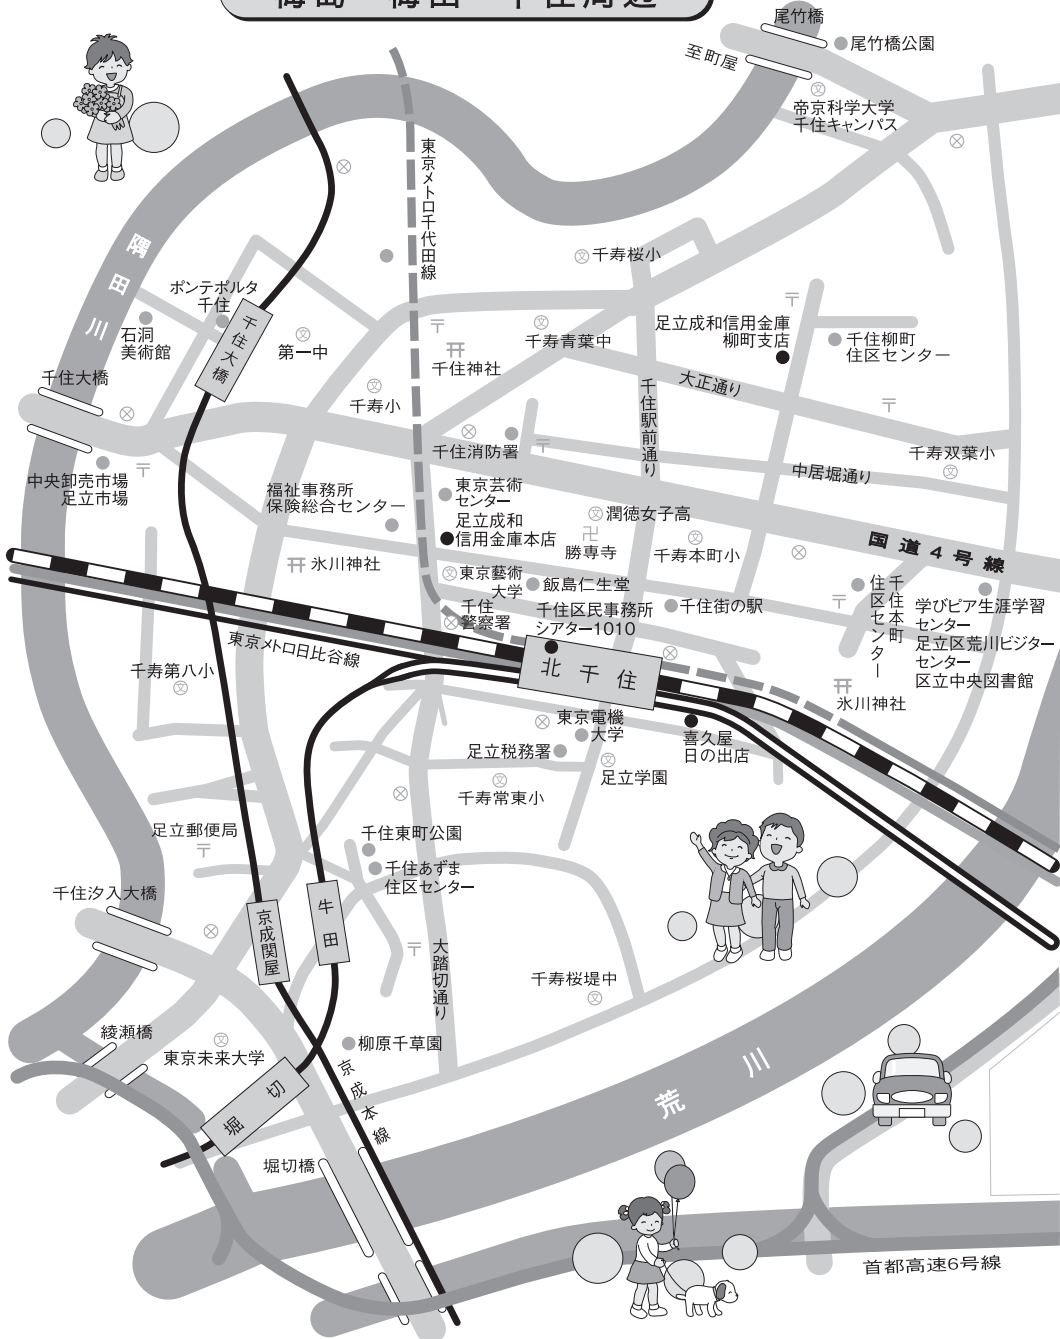 尾竹橋
尾竹橋公園
至町屋
帝京科学大学
千住キャンパス
東京メトロ千代田線
隅田川
千寿桜小
ポンテポルタ
千住
千住大橋
石洞
美術館
第一中
千住神社
千寿青葉中
足立成和信用金庫
柳町支店
千住柳町
住区センター
千住大橋
千寿小
大正通り
千住駅前通り
千住消防署
中居堀通り
千寿双葉小
中央卸売市場
足立市場
福祉事務所
保険総合センター
東京芸術
センター
足立成和
信用金庫本店
潤徳女子高
勝専寺
千寿本町小
国道4号線
氷川神社
東京藝術
大学
飯島仁生堂
千住
警察署
千住区民事務所
シアター1010
千住街の駅
千住本町
住区センター
学びピア生涯学習
センター
足立区荒川ビジター
センター
区立中央図書館
東京メトロ日比谷線
北千住
氷川神社
千寿第八小
東京電機
大学
足立税務署
足立学園
喜久屋
日の出店
千寿常東小
足立郵便局
千住東町公園
千住あずま
住区センター
千住汐入大橋
京成関屋
牛田
大踏切通り
千寿桜堤中
綾瀬橋
東京未来大学
柳原千草園
堀切
京成本線
荒川
堀切橋
首都高速6号線